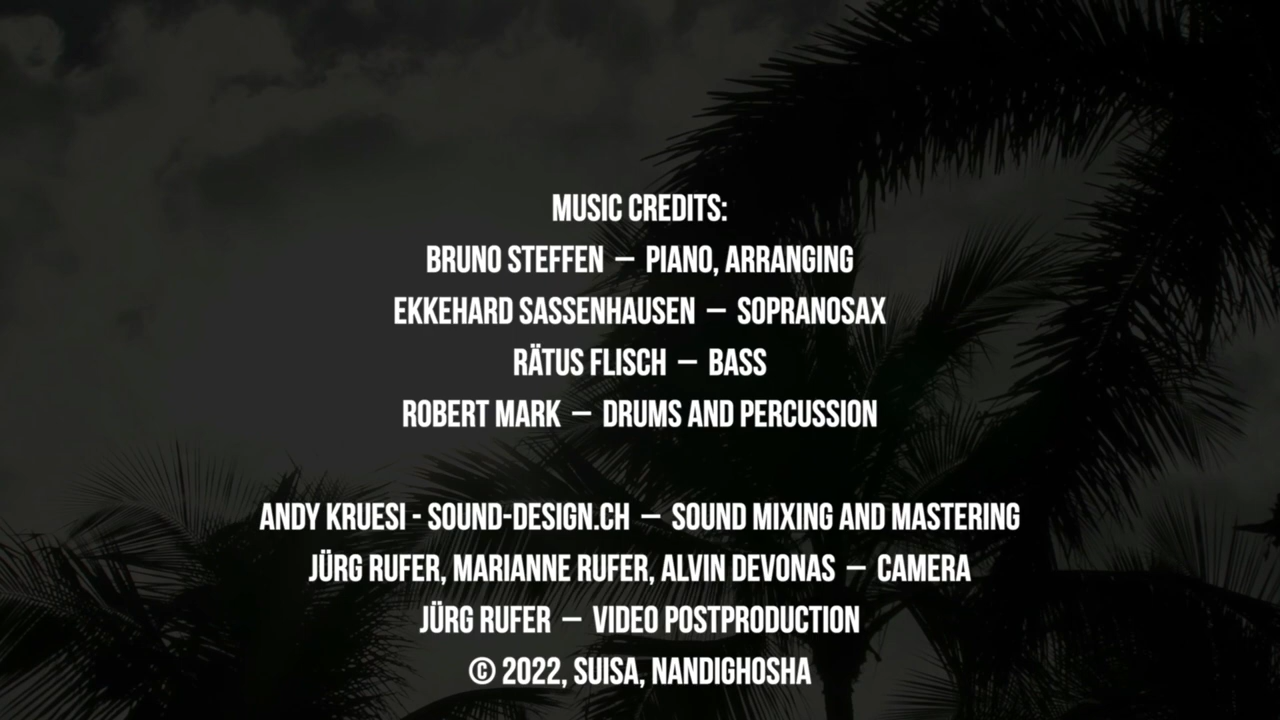 MUSIC CREDITS:
BRUNO STEFFEN – PIANO, ARRANGING
EKKEHARD SASSENHAUSEN – SOPRANOSAX
RÄTUS FLISCH – BASS
ROBERT MARK – DRUMS AND PERCUSSION
ANDY KRUESI - SOUND-DESIGN.CH – SOUND MIXING AND MASTERING
JÜRG RUFER, MARIANNE RUFER, ALVIN DEVONAS – CAMERA
JÜRG RUFER – VIDEO POSTPRODUCTION
© 2022, SUISA, NANDIGHOSHA